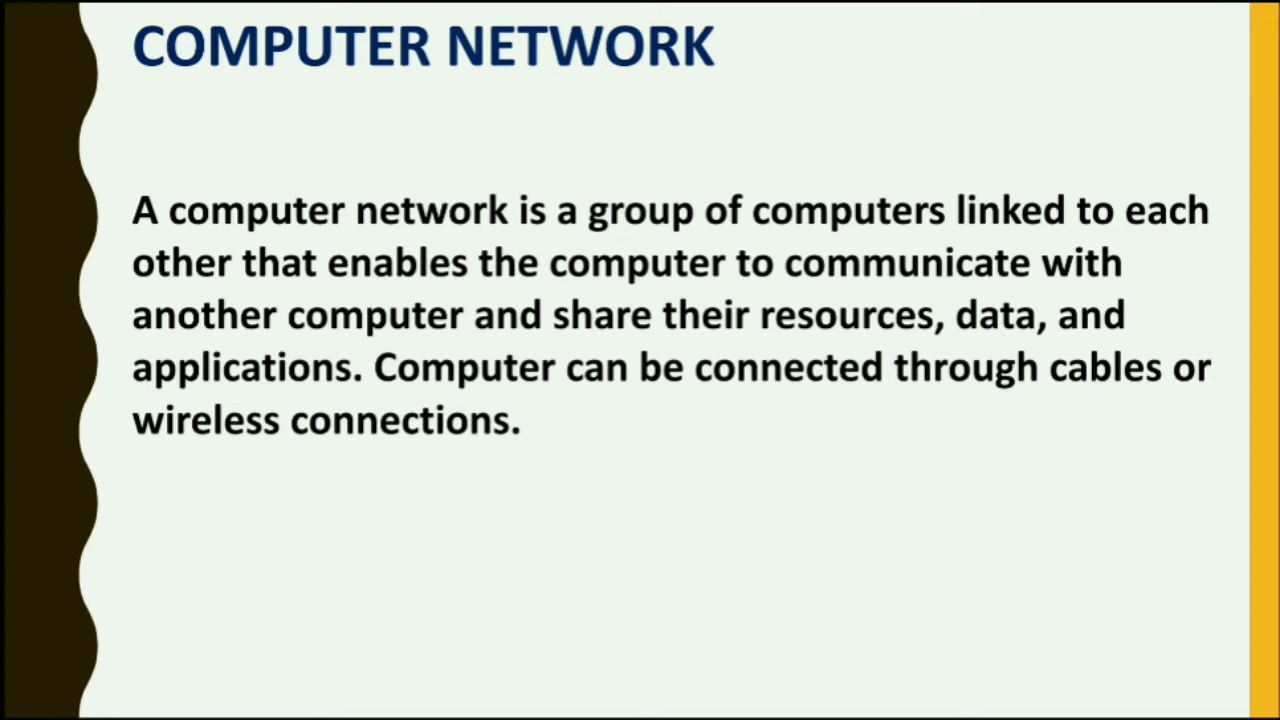 COMPUTER NETWORK
A computer network is a group of computers linked to each
other that enables the computer to communicate with
another computer and share their resources, data, and
applications. Computer can be connected through cables or
wireless connections.